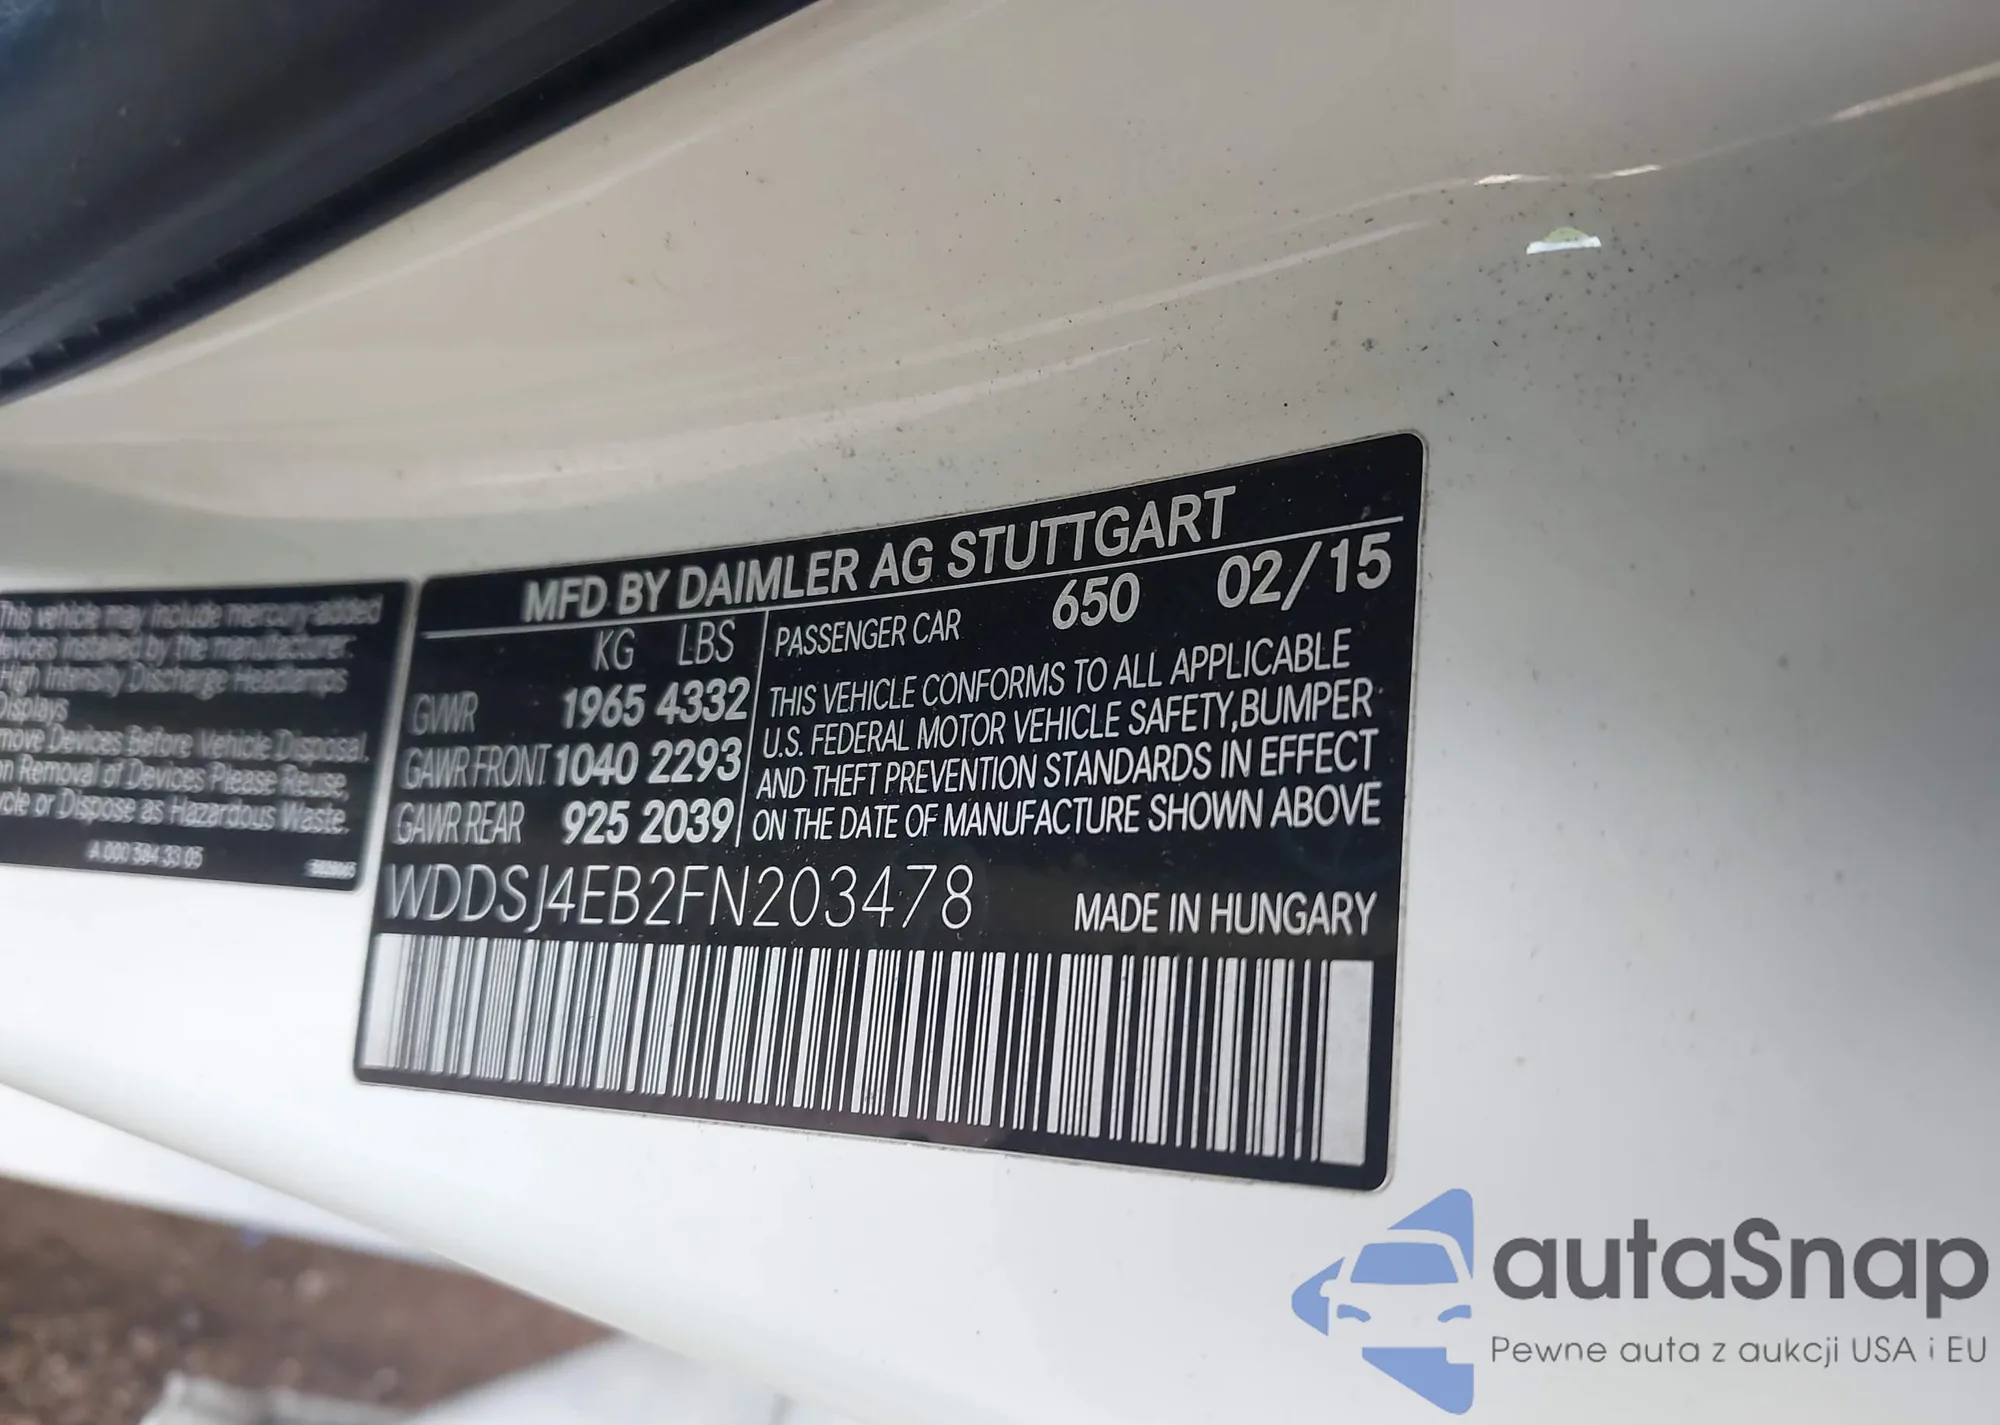 This vehicle may include mercury-added
devices installed by the manufacturer:
High Intensity Discharge Headlamps
Displays
move Devices Before Vehicle Disposal.
on Removal of Devices Please Reuse,
ycle or Dispose as Hazardous Waste.
A 000 584 33 05
MFD BY DAIMLER AG STUTTGART
KG LBS PASSENGER CAR 650 02/15
GVWR 1965 4332
GAWR FRONT 1040 2293
GAWR REAR 925 2039
THIS VEHICLE CONFORMS TO ALL APPLICABLE
U.S. FEDERAL MOTOR VEHICLE SAFETY,BUMPER
AND THEFT PREVENTION STANDARDS IN EFFECT
ON THE DATE OF MANUFACTURE SHOWN ABOVE
WDDSJ4EB2FN203478 MADE IN HUNGARY
autaSnap
Pewne auta z aukcji USA i EU